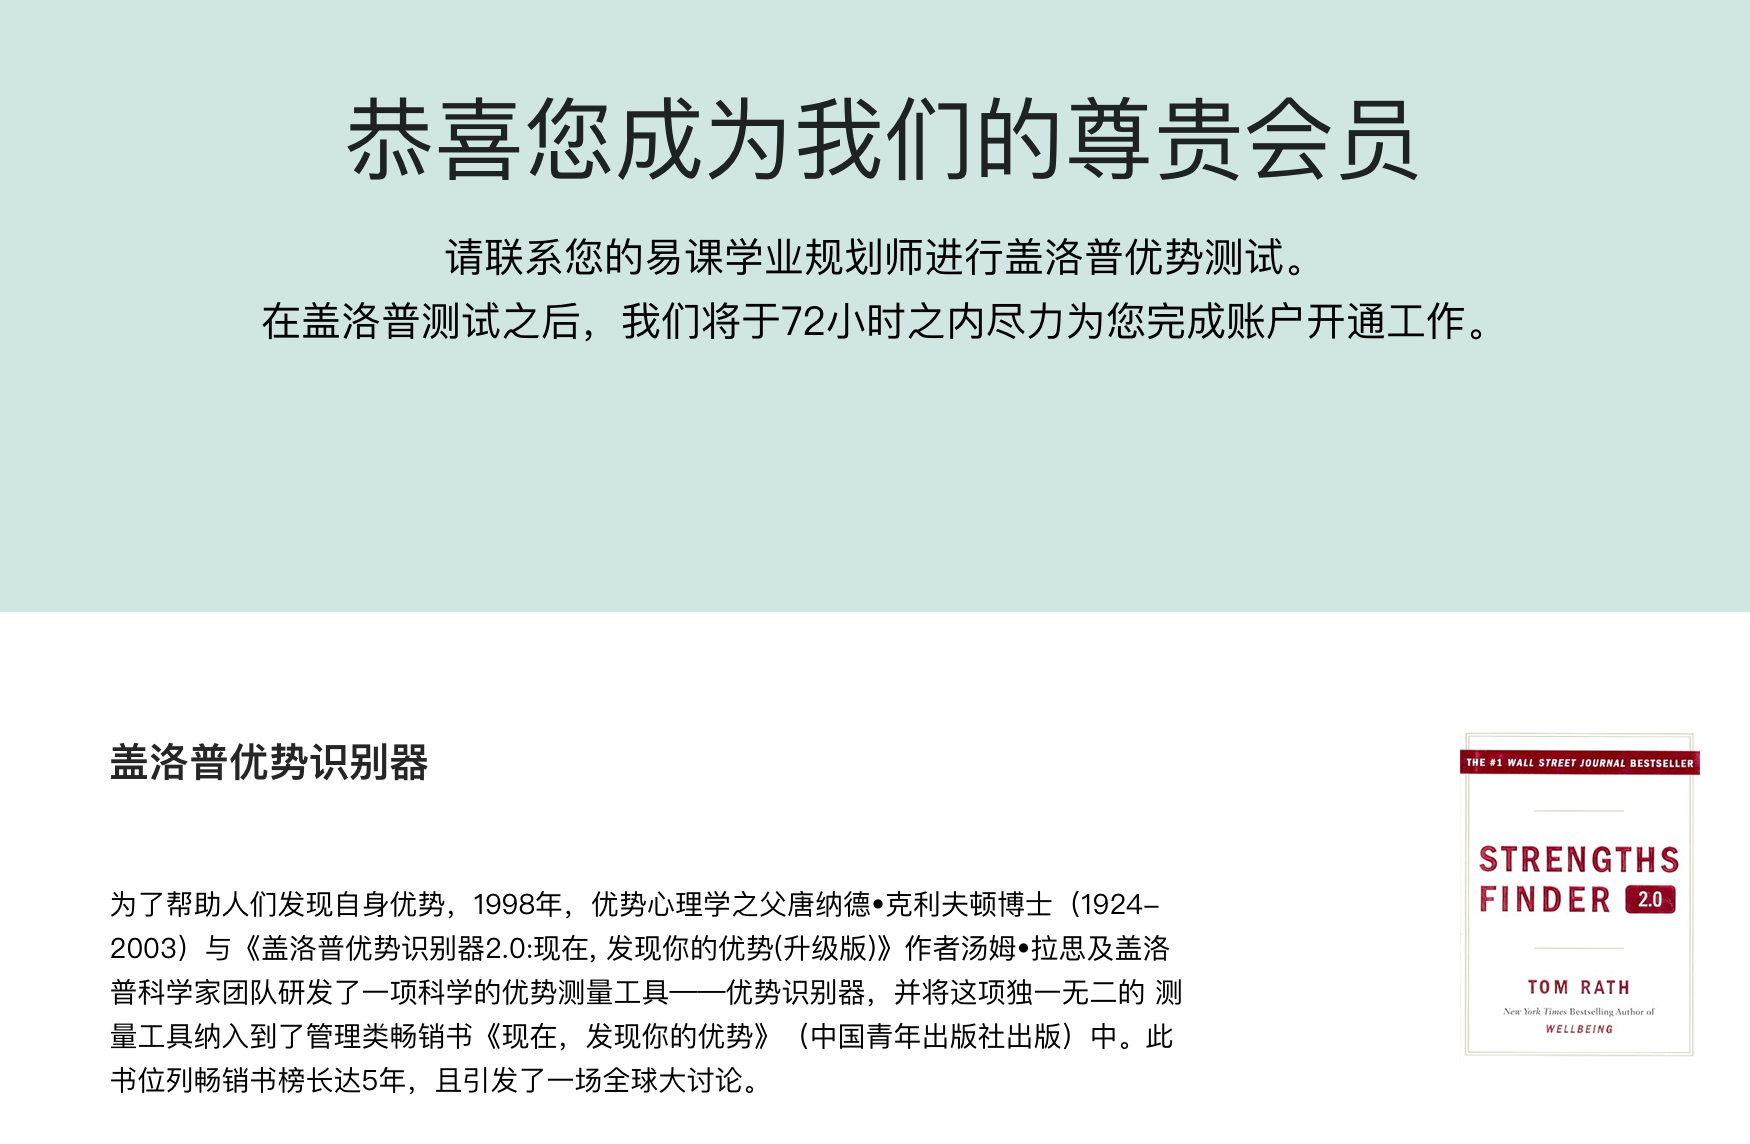 恭喜您成为我们的尊贵会员
请联系您的易课学业规划师进行盖洛普优势测试。
在盖洛普测试之后，我们将于72小时之内尽力为您完成账户开通工作。
盖洛普优势识别器
为了帮助人们发现自身优势，1998年，优势心理学之父唐纳德•克利夫顿博士（1924–
2003）与《盖洛普优势识别器2.0:现在, 发现你的优势(升级版)》作者汤姆•拉思及盖洛
普科学家团队研发了一项科学的优势测量工具——优势识别器，并将这项独一无二的 测
量工具纳入到了管理类畅销书《现在，发现你的优势》（中国青年出版社出版）中。此
书位列畅销书榜长达5年，且引发了一场全球大讨论。
THE #1 WALL STREET JOURNAL BESTSELLER
STRENGTHS
FINDER 2.0
TOM RATH
New York Times Bestselling Author of
WELLBEING